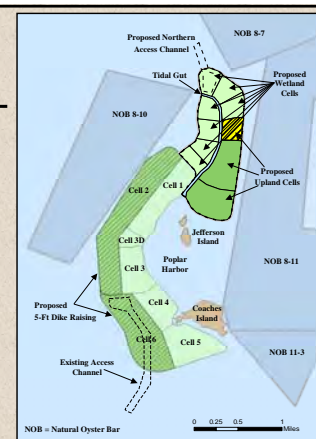 Proposed Northern
Access Channel
NOB 8-7
Tidal Gut
Proposed
Wetland
Cells
NOB 8-10
Proposed
Upland Cells
Cell 2
Cell 1
Jefferson
Island
Cell 3D
Poplar
Harbor
NOB 8-11
Cell 3
Proposed
5-Ft Dike Raising
Cell 4
Coaches
Island
Cell 6
Cell 5
NOB 11-3
Existing Access
Channel
NOB = Natural Oyster Bar
0 0.25 0.5 1
Miles